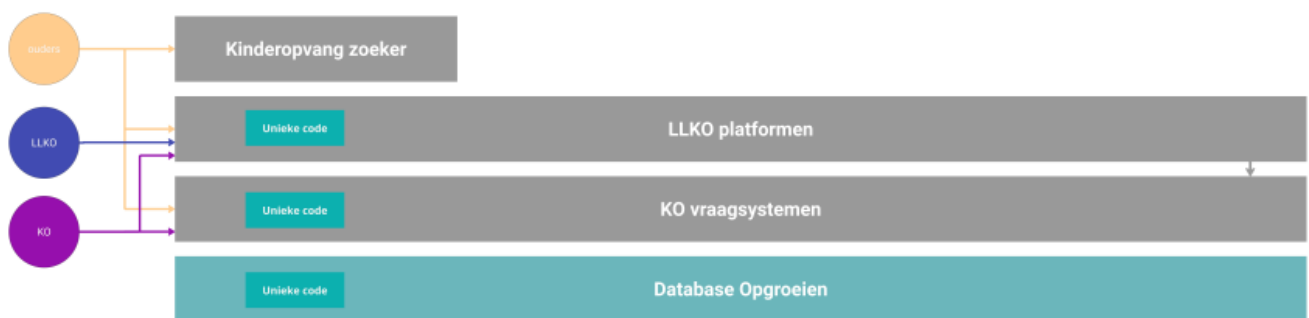 ouders
Kinderopvang zoeker
LLKO
Unieke code
LLKO platformen
KO
Unieke code
KO vraagsystemen
Unieke code
Database Opgroeien